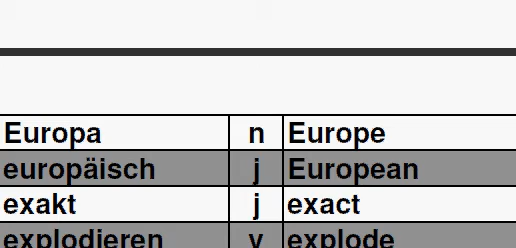 Europa n Europe
europäisch j European
exakt j exact
explodieren v explode